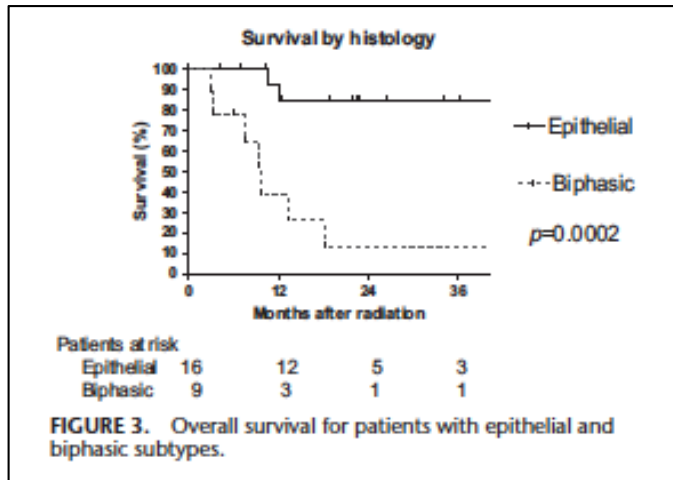 Survival by histology
100
90
80
70
60
50
40
30
20
10
0
Survival (%)
0 12 24 36
Months after radiation
Epithelial
Biphasic
p=0.0002
Patients at risk
Epithelial 16 12 5 3
Biphasic 9 3 1 1
FIGURE 3. Overall survival for patients with epithelial and
biphasic subtypes.